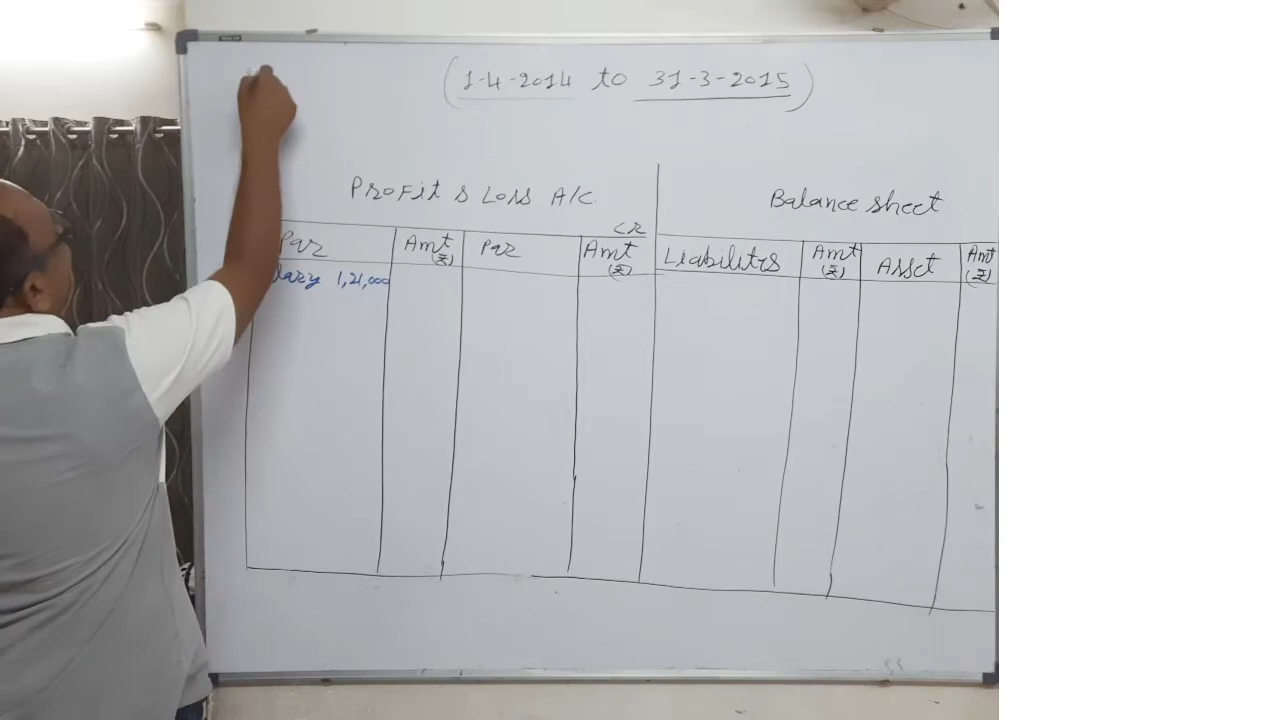 (1-4-2014 to 31-3-2015)
Profit & Loss A/C
Balance sheet
CR
Par Amt (₹) Par Amt (₹) Liabilities Amt (₹) Asset Amt (₹)
lary 1,21,000